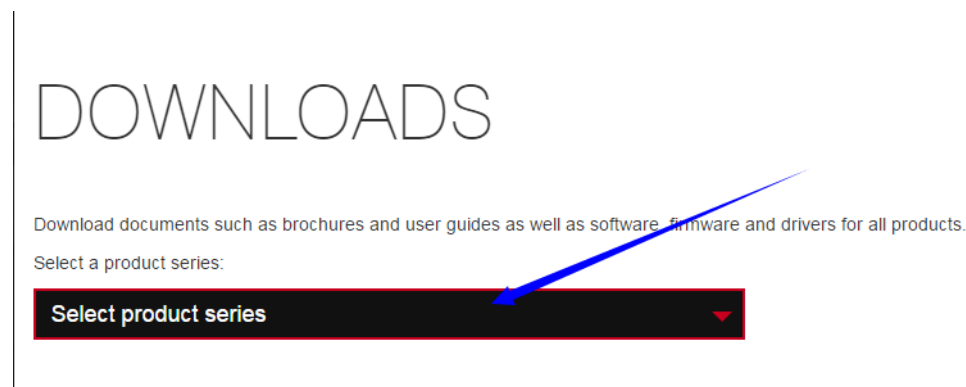 DOWNLOADS
Download documents such as brochures and user guides as well as software, firmware and drivers for all products.
Select a product series:
Select product series